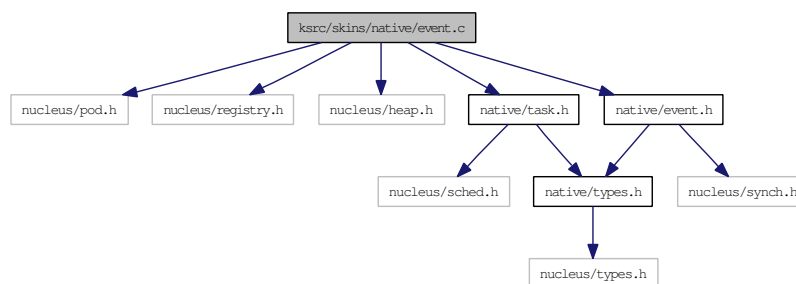 ksrc/skins/native/event.c
nucleus/pod.h
nucleus/registry.h
nucleus/heap.h
native/task.h
native/event.h
nucleus/sched.h
native/types.h
nucleus/synch.h
nucleus/types.h